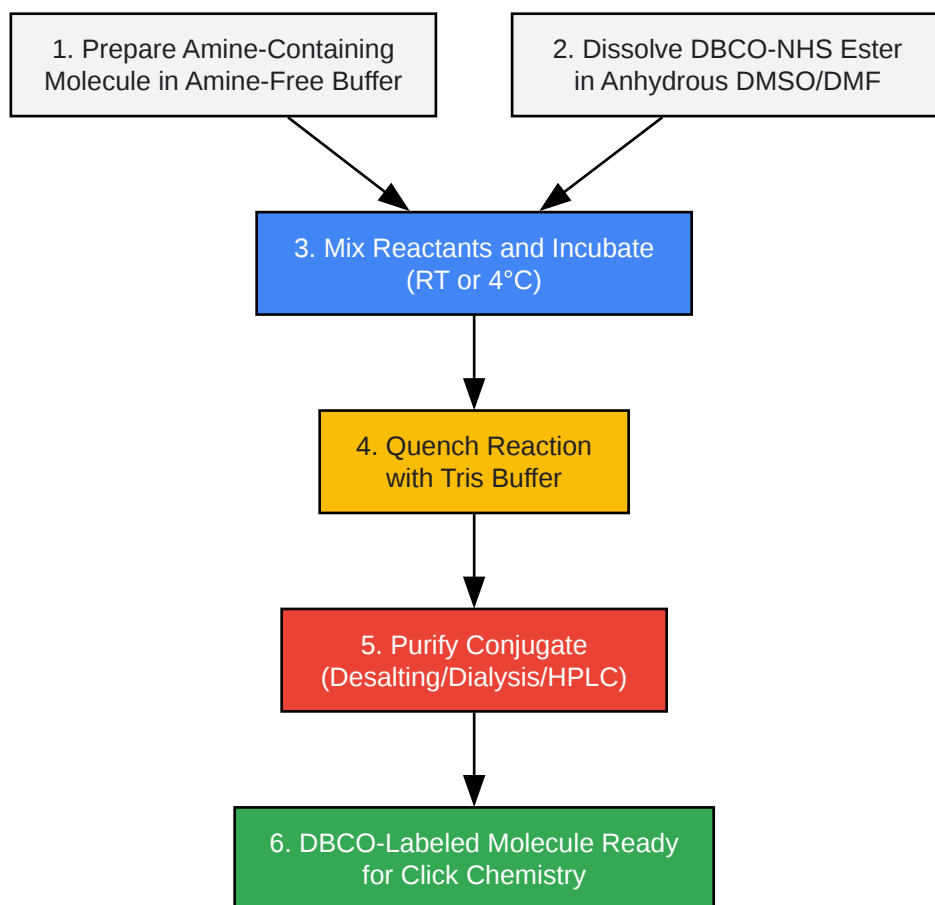 1. Prepare Amine-Containing
Molecule in Amine-Free Buffer
2. Dissolve DBCO-NHS Ester
in Anhydrous DMSO/DMF
3. Mix Reactants and Incubate
(RT or 4°C)
4. Quench Reaction
with Tris Buffer
5. Purify Conjugate
(Desalting/Dialysis/HPLC)
6. DBCO-Labeled Molecule Ready
for Click Chemistry